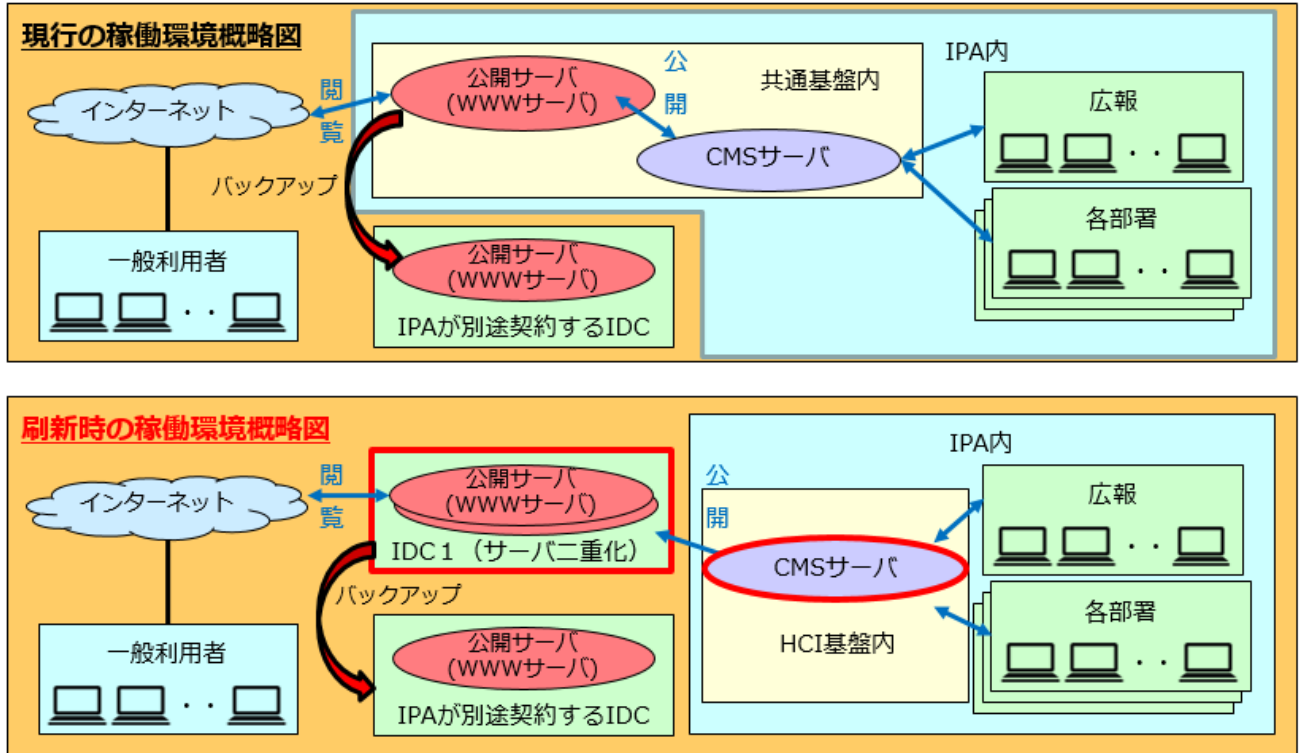 現行の稼働環境概略図
インターネット
閲
覧
公開サーバ
(WWWサーバ)
公
開
共通基盤内
CMSサーバ
IPA内
広報
・・
各部署
・・
バックアップ
一般利用者
・・
公開サーバ
(WWWサーバ)
IPAが別途契約するIDC
刷新時の稼働環境概略図
インターネット
閲
覧
公開サーバ
(WWWサーバ)
IDC1（サーバ二重化）
公
開
CMSサーバ
HCI基盤内
IPA内
広報
・・
各部署
・・
バックアップ
一般利用者
・・
公開サーバ
(WWWサーバ)
IPAが別途契約するIDC